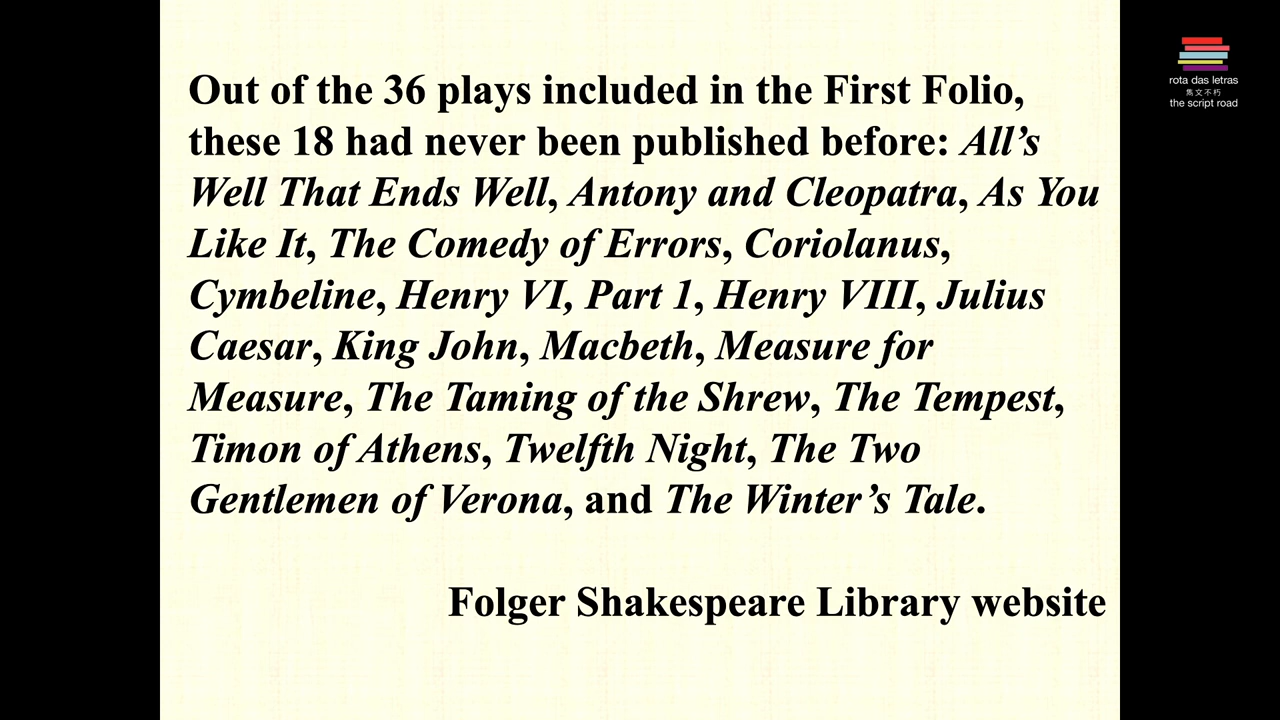 Out of the 36 plays included in the First Folio,
these 18 had never been published before: All’s
Well That Ends Well, Antony and Cleopatra, As You
Like It, The Comedy of Errors, Coriolanus,
Cymbeline, Henry VI, Part 1, Henry VIII, Julius
Caesar, King John, Macbeth, Measure for
Measure, The Taming of the Shrew, The Tempest,
Timon of Athens, Twelfth Night, The Two
Gentlemen of Verona, and The Winter’s Tale.
Folger Shakespeare Library website
rota das letras
雋文不朽
the script road